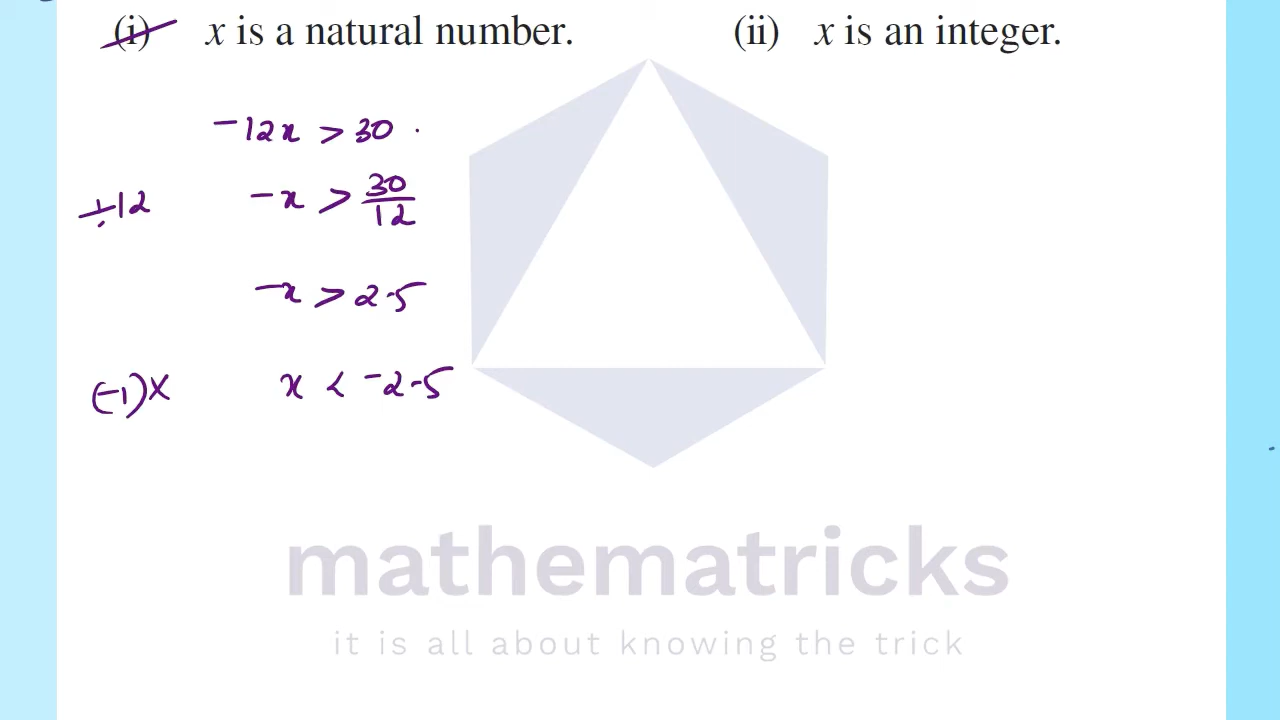 (i) x is a natural number. (ii) x is an integer.
-12x > 30
÷12 -x > 30/12
-x > 2.5
(-1)x x < -2.5
mathematricks
it is all about knowing the trick